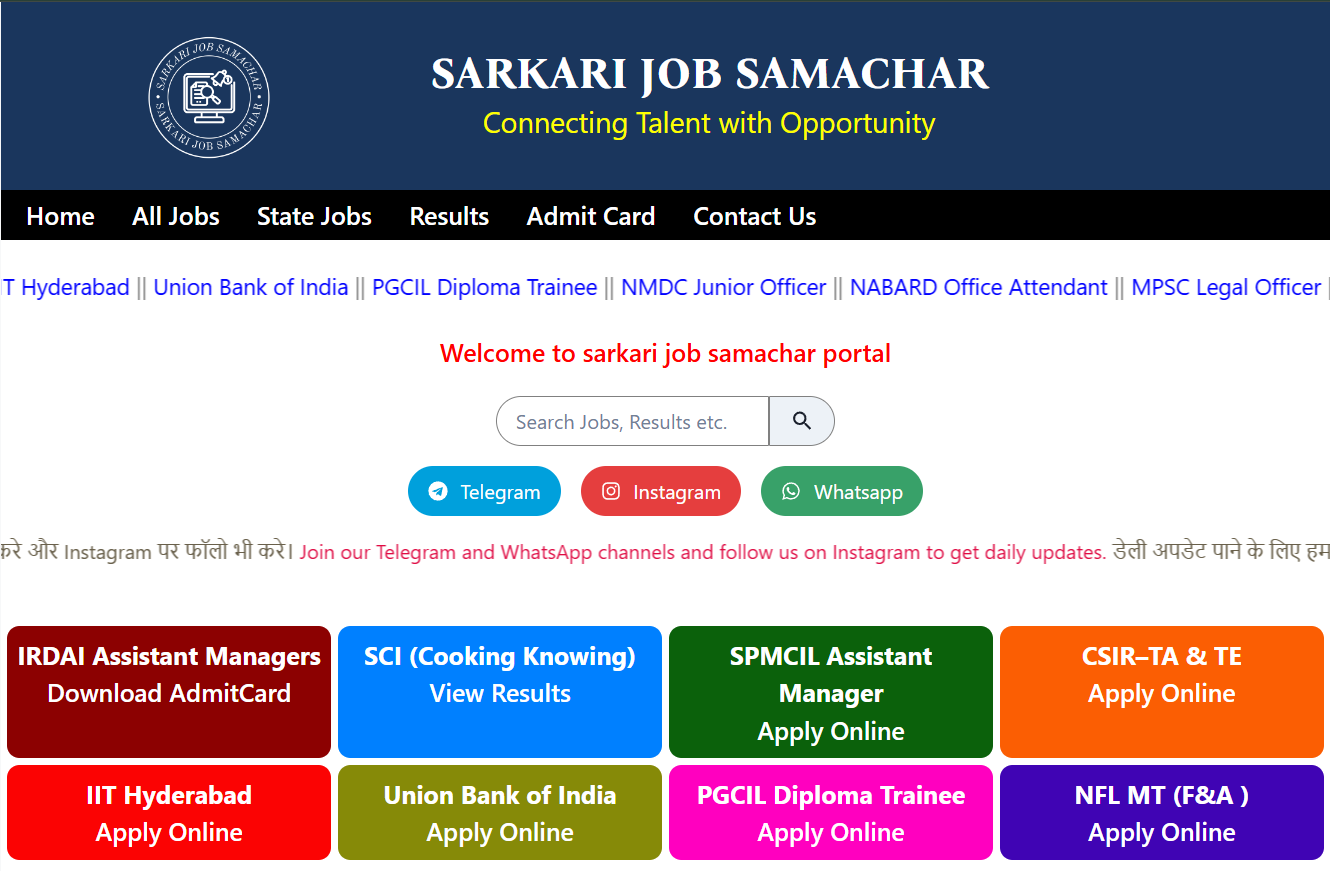 SARKARI JOB SAMACHAR
SARKARI JOB SAMACHAR
SARKARI JOB SAMACHAR
Connecting Talent with Opportunity
Home All Jobs State Jobs Results Admit Card Contact Us
Hyderabad || Union Bank of India || PGCIL Diploma Trainee || NMDC Junior Officer || NABARD Office Attendant || MPSC Legal Officer
Welcome to sarkari job samachar portal
Search Jobs, Results etc.
Telegram Instagram Whatsapp
और Instagram पर फॉलो भी करे। Join our Telegram and WhatsApp channels and follow us on Instagram to get daily updates. डेली अपडेट पाने के लिए हम
IRDAI Assistant Managers
Download AdmitCard
SCI (Cooking Knowing)
View Results
SPMCIL Assistant
Manager
Apply Online
CSIR–TA & TE
Apply Online
IIT Hyderabad
Apply Online
Union Bank of India
Apply Online
PGCIL Diploma Trainee
Apply Online
NFL MT (F&A )
Apply Online